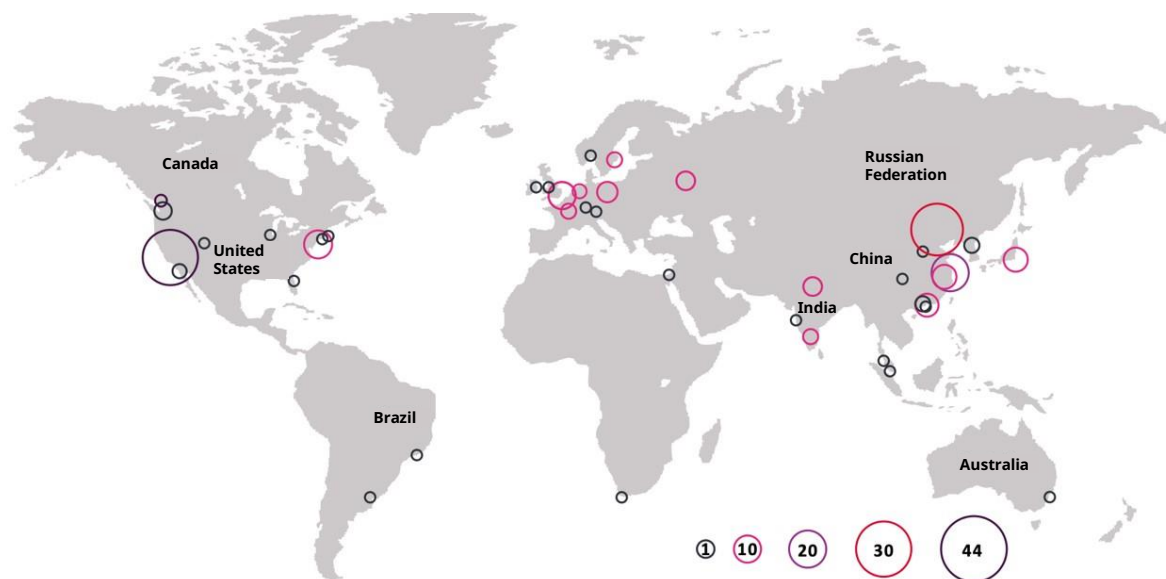 Canada
Russian
Federation
United
States
China
India
Brazil
Australia
1 10 20 30 44